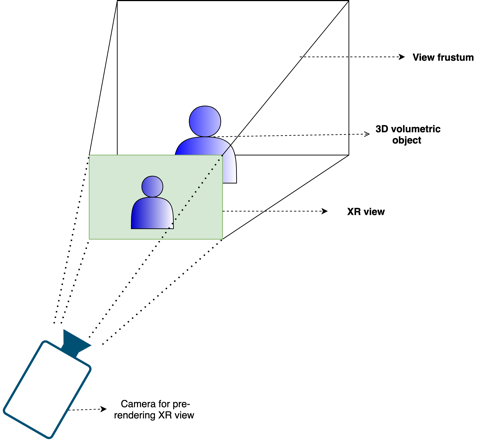 View frustum
3D volumetric
object
XR view
Camera for pre-
rendering XR view